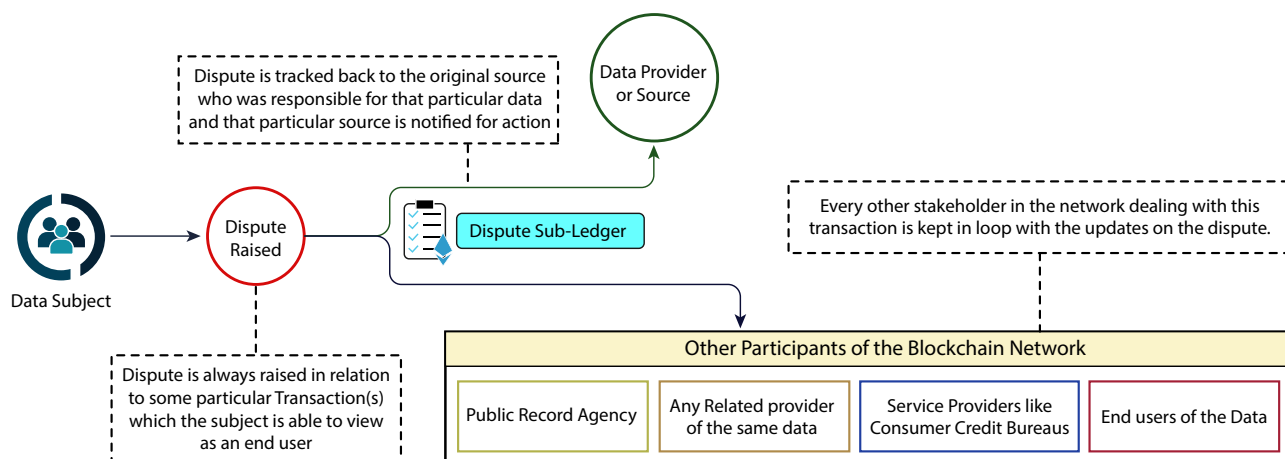 Dispute is tracked back to the original source
who was responsible for that particular data
and that particular source is notified for action
Data Provider
or Source
Every other stakeholder in the network dealing with this
transaction is kept in loop with the updates on the dispute.
Dispute
Raised
Dispute Sub-Ledger
Data Subject
Dispute is always raised in relation
to some particular Transaction(s)
which the subject is able to view
as an end user
Other Participants of the Blockchain Network
Public Record Agency
Any Related provider
of the same data
Service Providers like
Consumer Credit Bureaus
End users of the Data